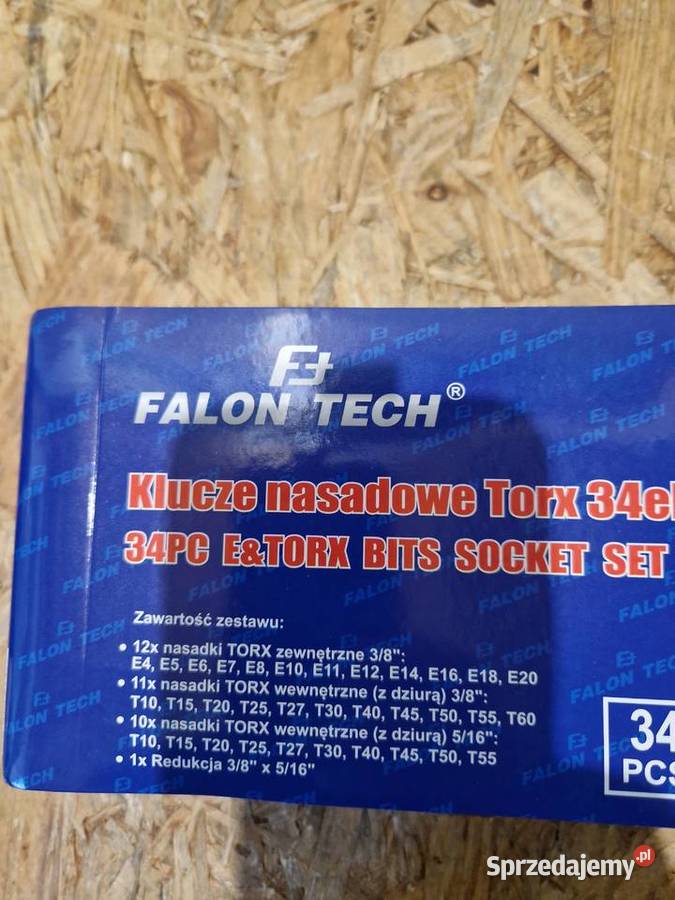 FALON TECH®
Klucze nasadowe Torx 34el
34PC E&TORX BITS SOCKET SET
Zawartość zestawu:
• 12x nasadki TORX zewnętrzne 3/8":
E4, E5, E6, E7, E8, E10, E11, E12, E14, E16, E18, E20
• 11x nasadki TORX wewnętrzne (z dziurą) 3/8":
T10, T15, T20, T25, T27, T30, T40, T45, T50, T55, T60
• 10x nasadki TORX wewnętrzne (z dziurą) 5/16":
T10, T15, T20, T25, T27, T30, T40, T45, T50, T55
• 1x Redukcja 3/8" x 5/16"
34
PCS
Sprzedajemy.pl